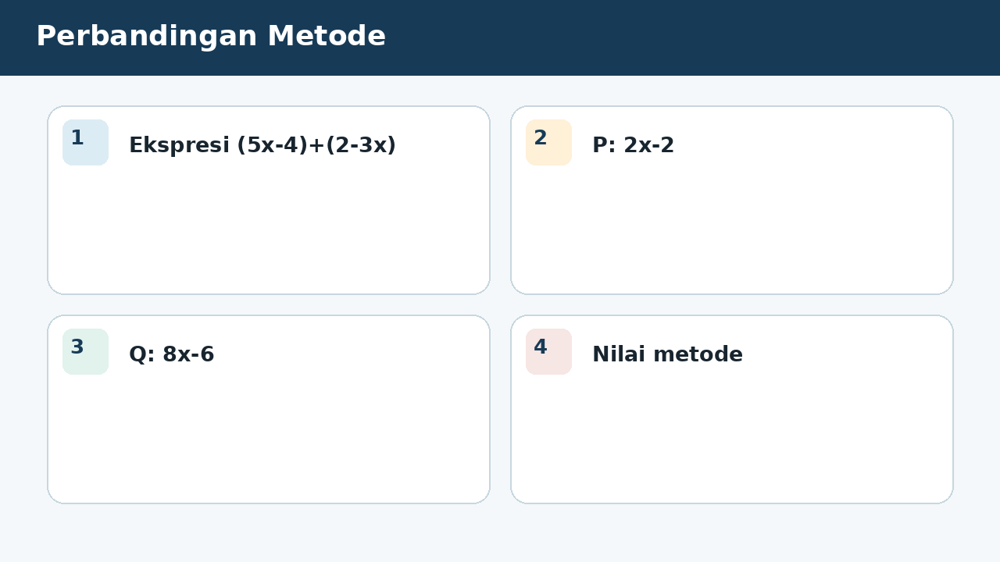 Perbandingan Metode
1
Ekspresi (5x-4)+(2-3x)
2
P: 2x-2
3
Q: 8x-6
4
Nilai metode